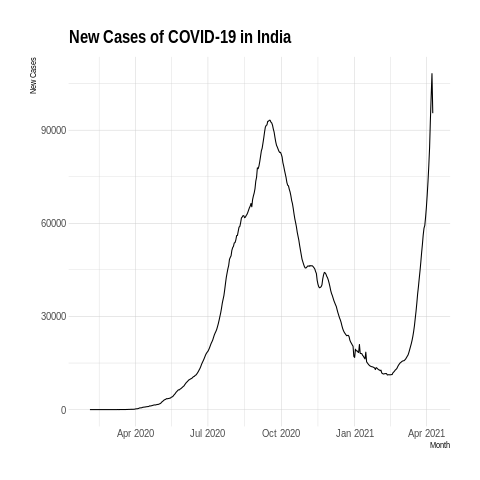 New Cases of COVID-19 in India
New Cases
90000
60000
30000
0
Apr 2020 Jul 2020 Oct 2020 Jan 2021 Apr 2021
Month